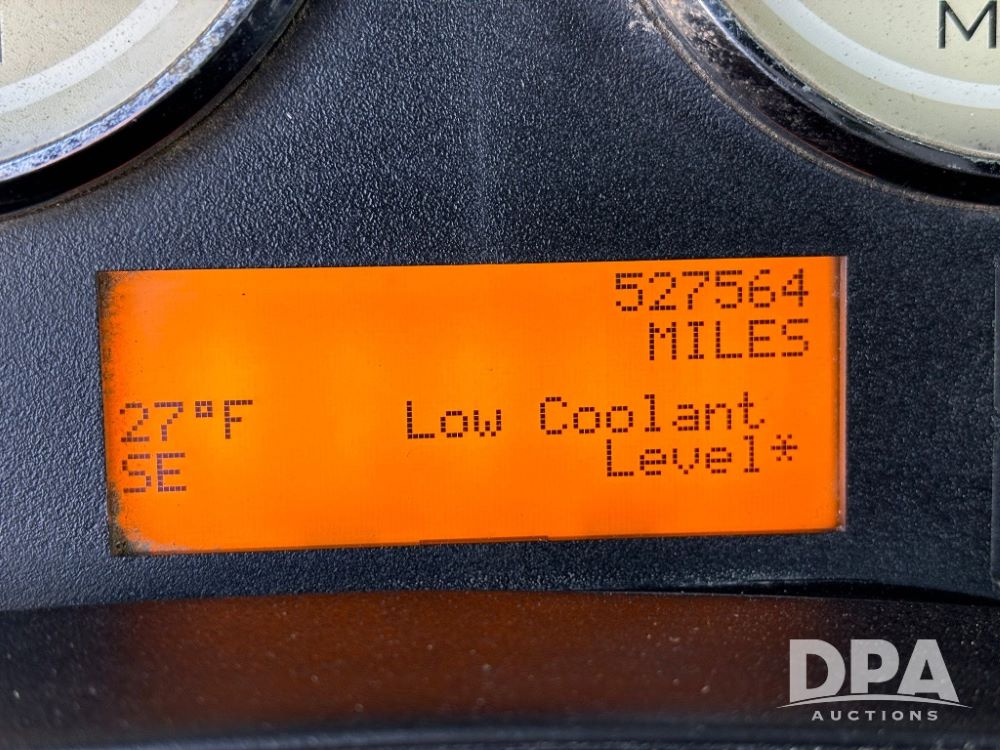 M
527564
MILES
27°F
Low Coolant
SE
Level*
DPA
AUCTIONS